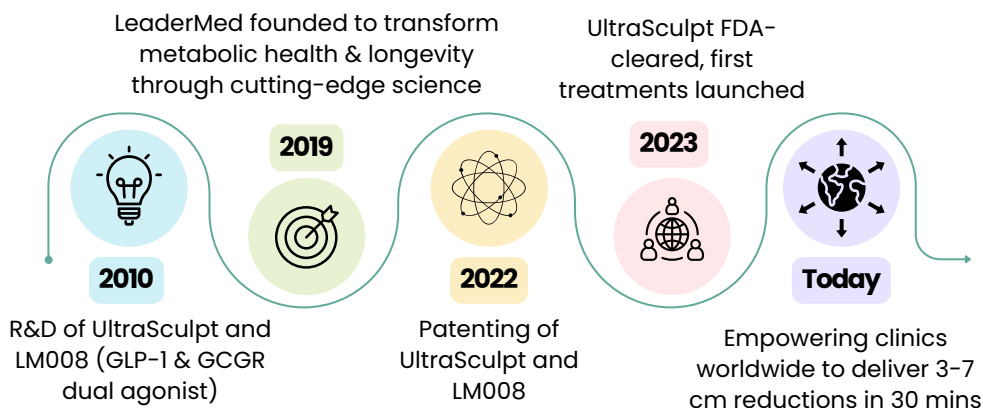 LeaderMed founded to transform
metabolic health & longevity
through cutting-edge science
UltraSculpt FDA-
cleared, first
treatments launched
2010
R&D of UltraSculpt and
LM008 (GLP-1 & GCGR
dual agonist)
2019
2022
Patenting of
UltraSculpt and
LM008
2023
Today
Empowering clinics
worldwide to deliver 3-7
cm reductions in 30 mins